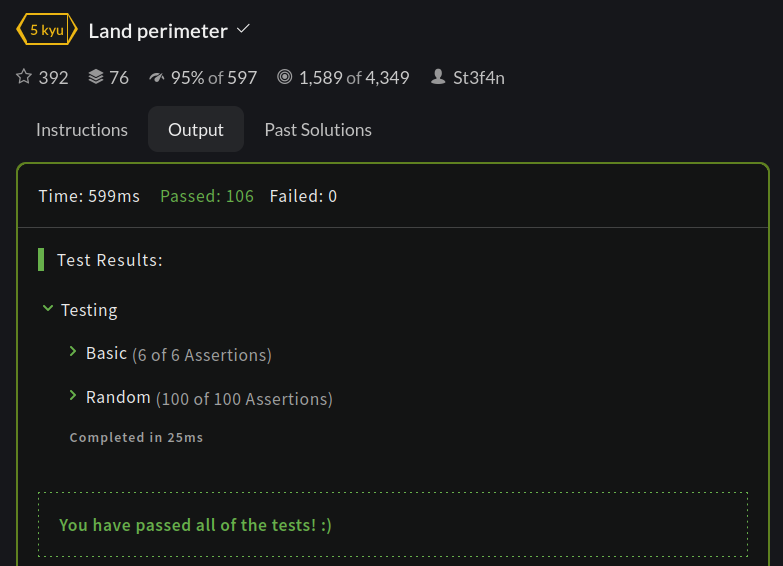 5 kyu Land perimeter
392 76 95% of 597 1,589 of 4,349 St3f4n
Instructions Output Past Solutions
Time: 599ms Passed: 106 Failed: 0
Test Results:
Testing
Basic (6 of 6 Assertions)
Random (100 of 100 Assertions)
Completed in 25ms
You have passed all of the tests! :)